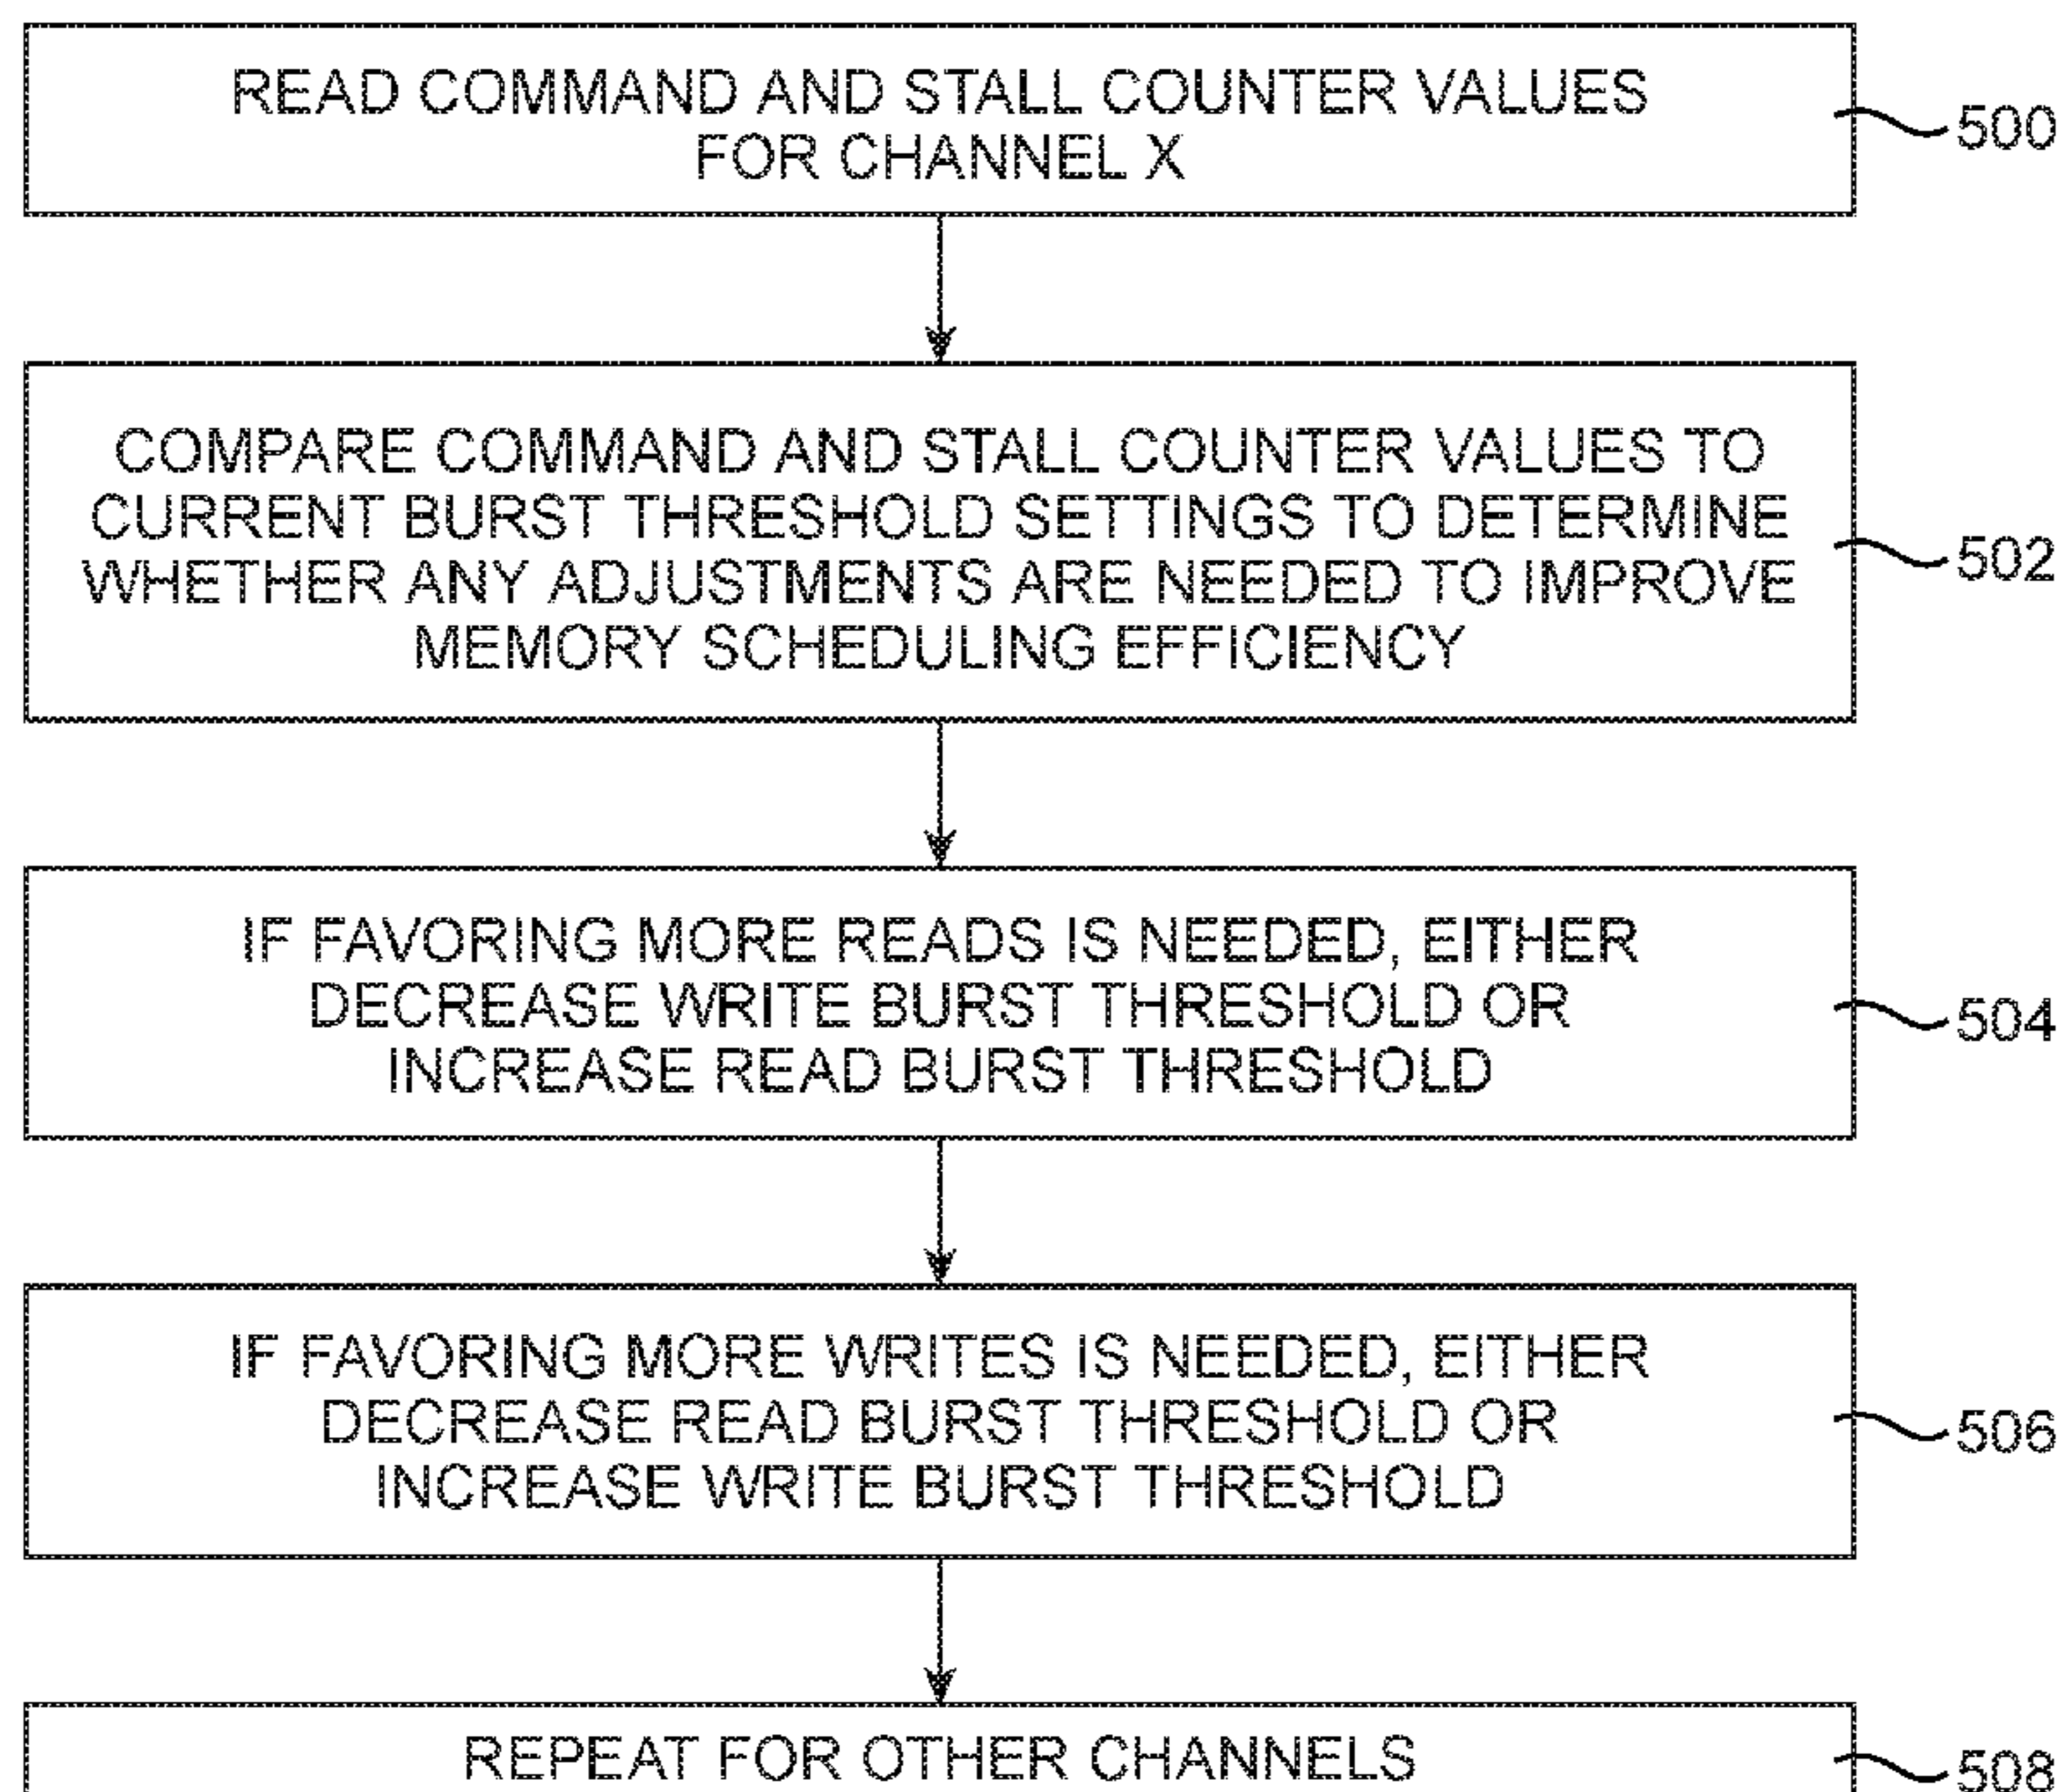 READ COMMAND AND STALL COUNTER VALUES
FOR CHANNEL X
500
COMPARE COMMAND AND STALL COUNTER VALUES TO
CURRENT BURST THRESHOLD SETTINGS TO DETERMINE
WHETHER ANY ADJUSTMENTS ARE NEEDED TO IMPROVE
MEMORY SCHEDULING EFFICIENCY
502
IF FAVORING MORE READS IS NEEDED, EITHER
DECREASE WRITE BURST THRESHOLD OR
INCREASE READ BURST THRESHOLD
504
IF FAVORING MORE WRITES IS NEEDED, EITHER
DECREASE READ BURST THRESHOLD OR
INCREASE WRITE BURST THRESHOLD
506
REPEAT FOR OTHER CHANNELS
508